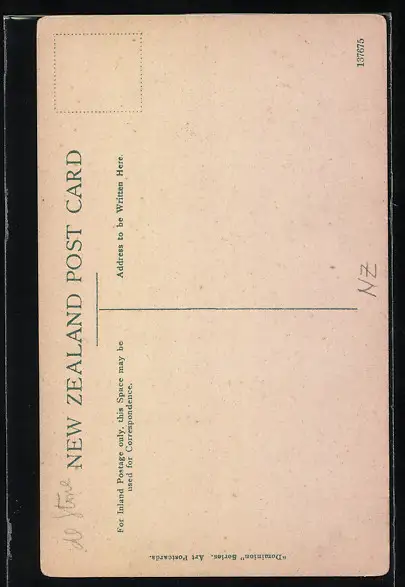 NEW ZEALAND POST CARD
For Inland Postage only, this Space may be
used for Correspondence.
Address to be Written Here.
"Dominion" Series. Art Postcards.
137675
NZ